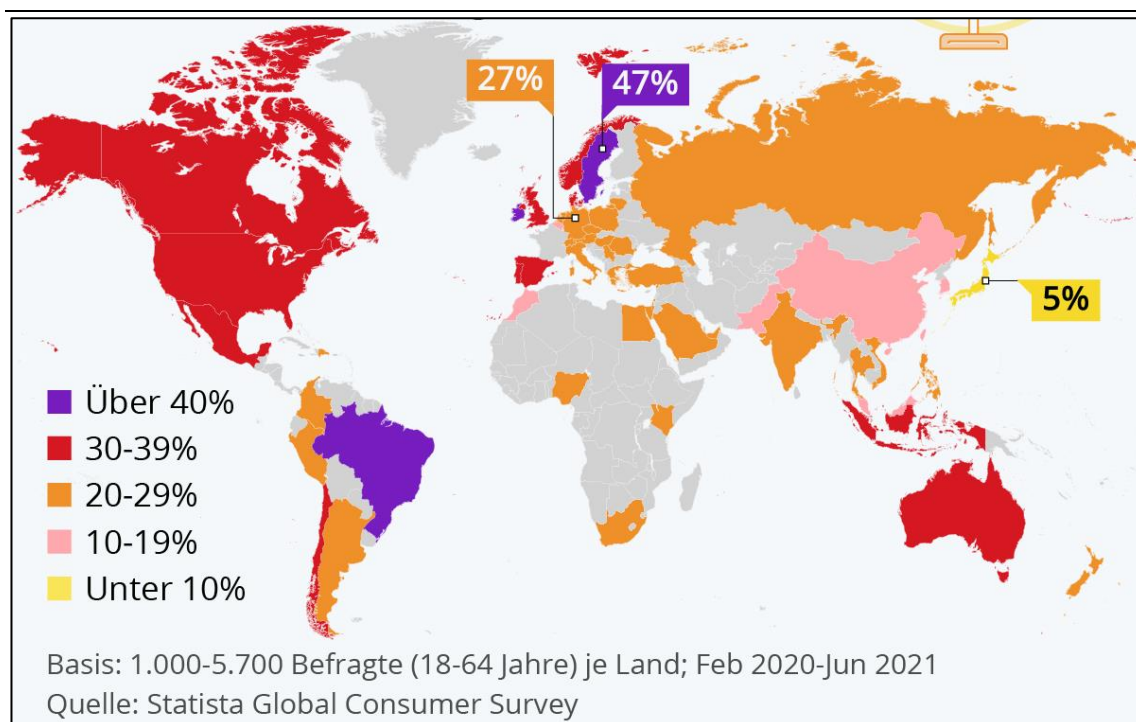 27%
47%
5%
Über 40%
30-39%
20-29%
10-19%
Unter 10%
Basis: 1.000-5.700 Befragte (18-64 Jahre) je Land; Feb 2020-Jun 2021
Quelle: Statista Global Consumer Survey